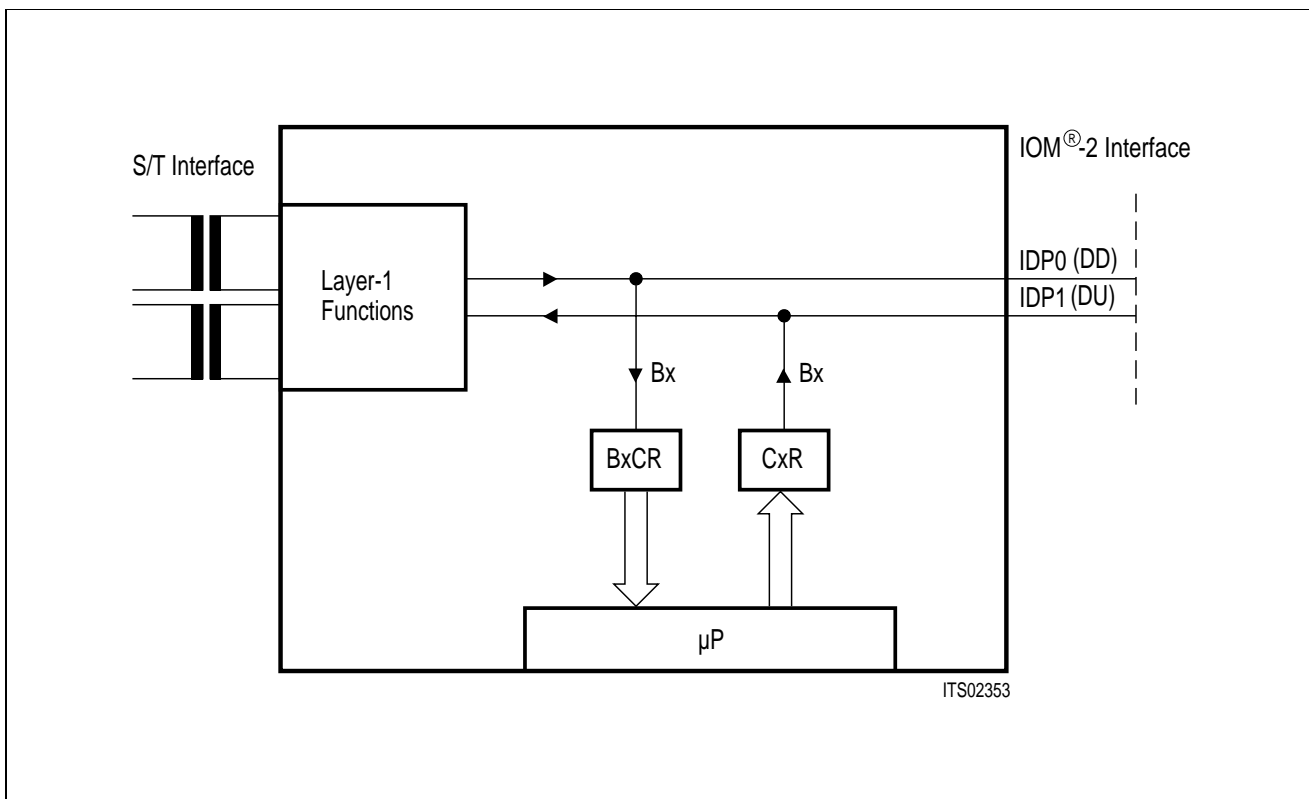 S/T Interface
IOM®-2 Interface
Layer-1
Functions
IDP0 (DD)
IDP1 (DU)
Bx
Bx
BxCR
CxR
µP
ITS02353